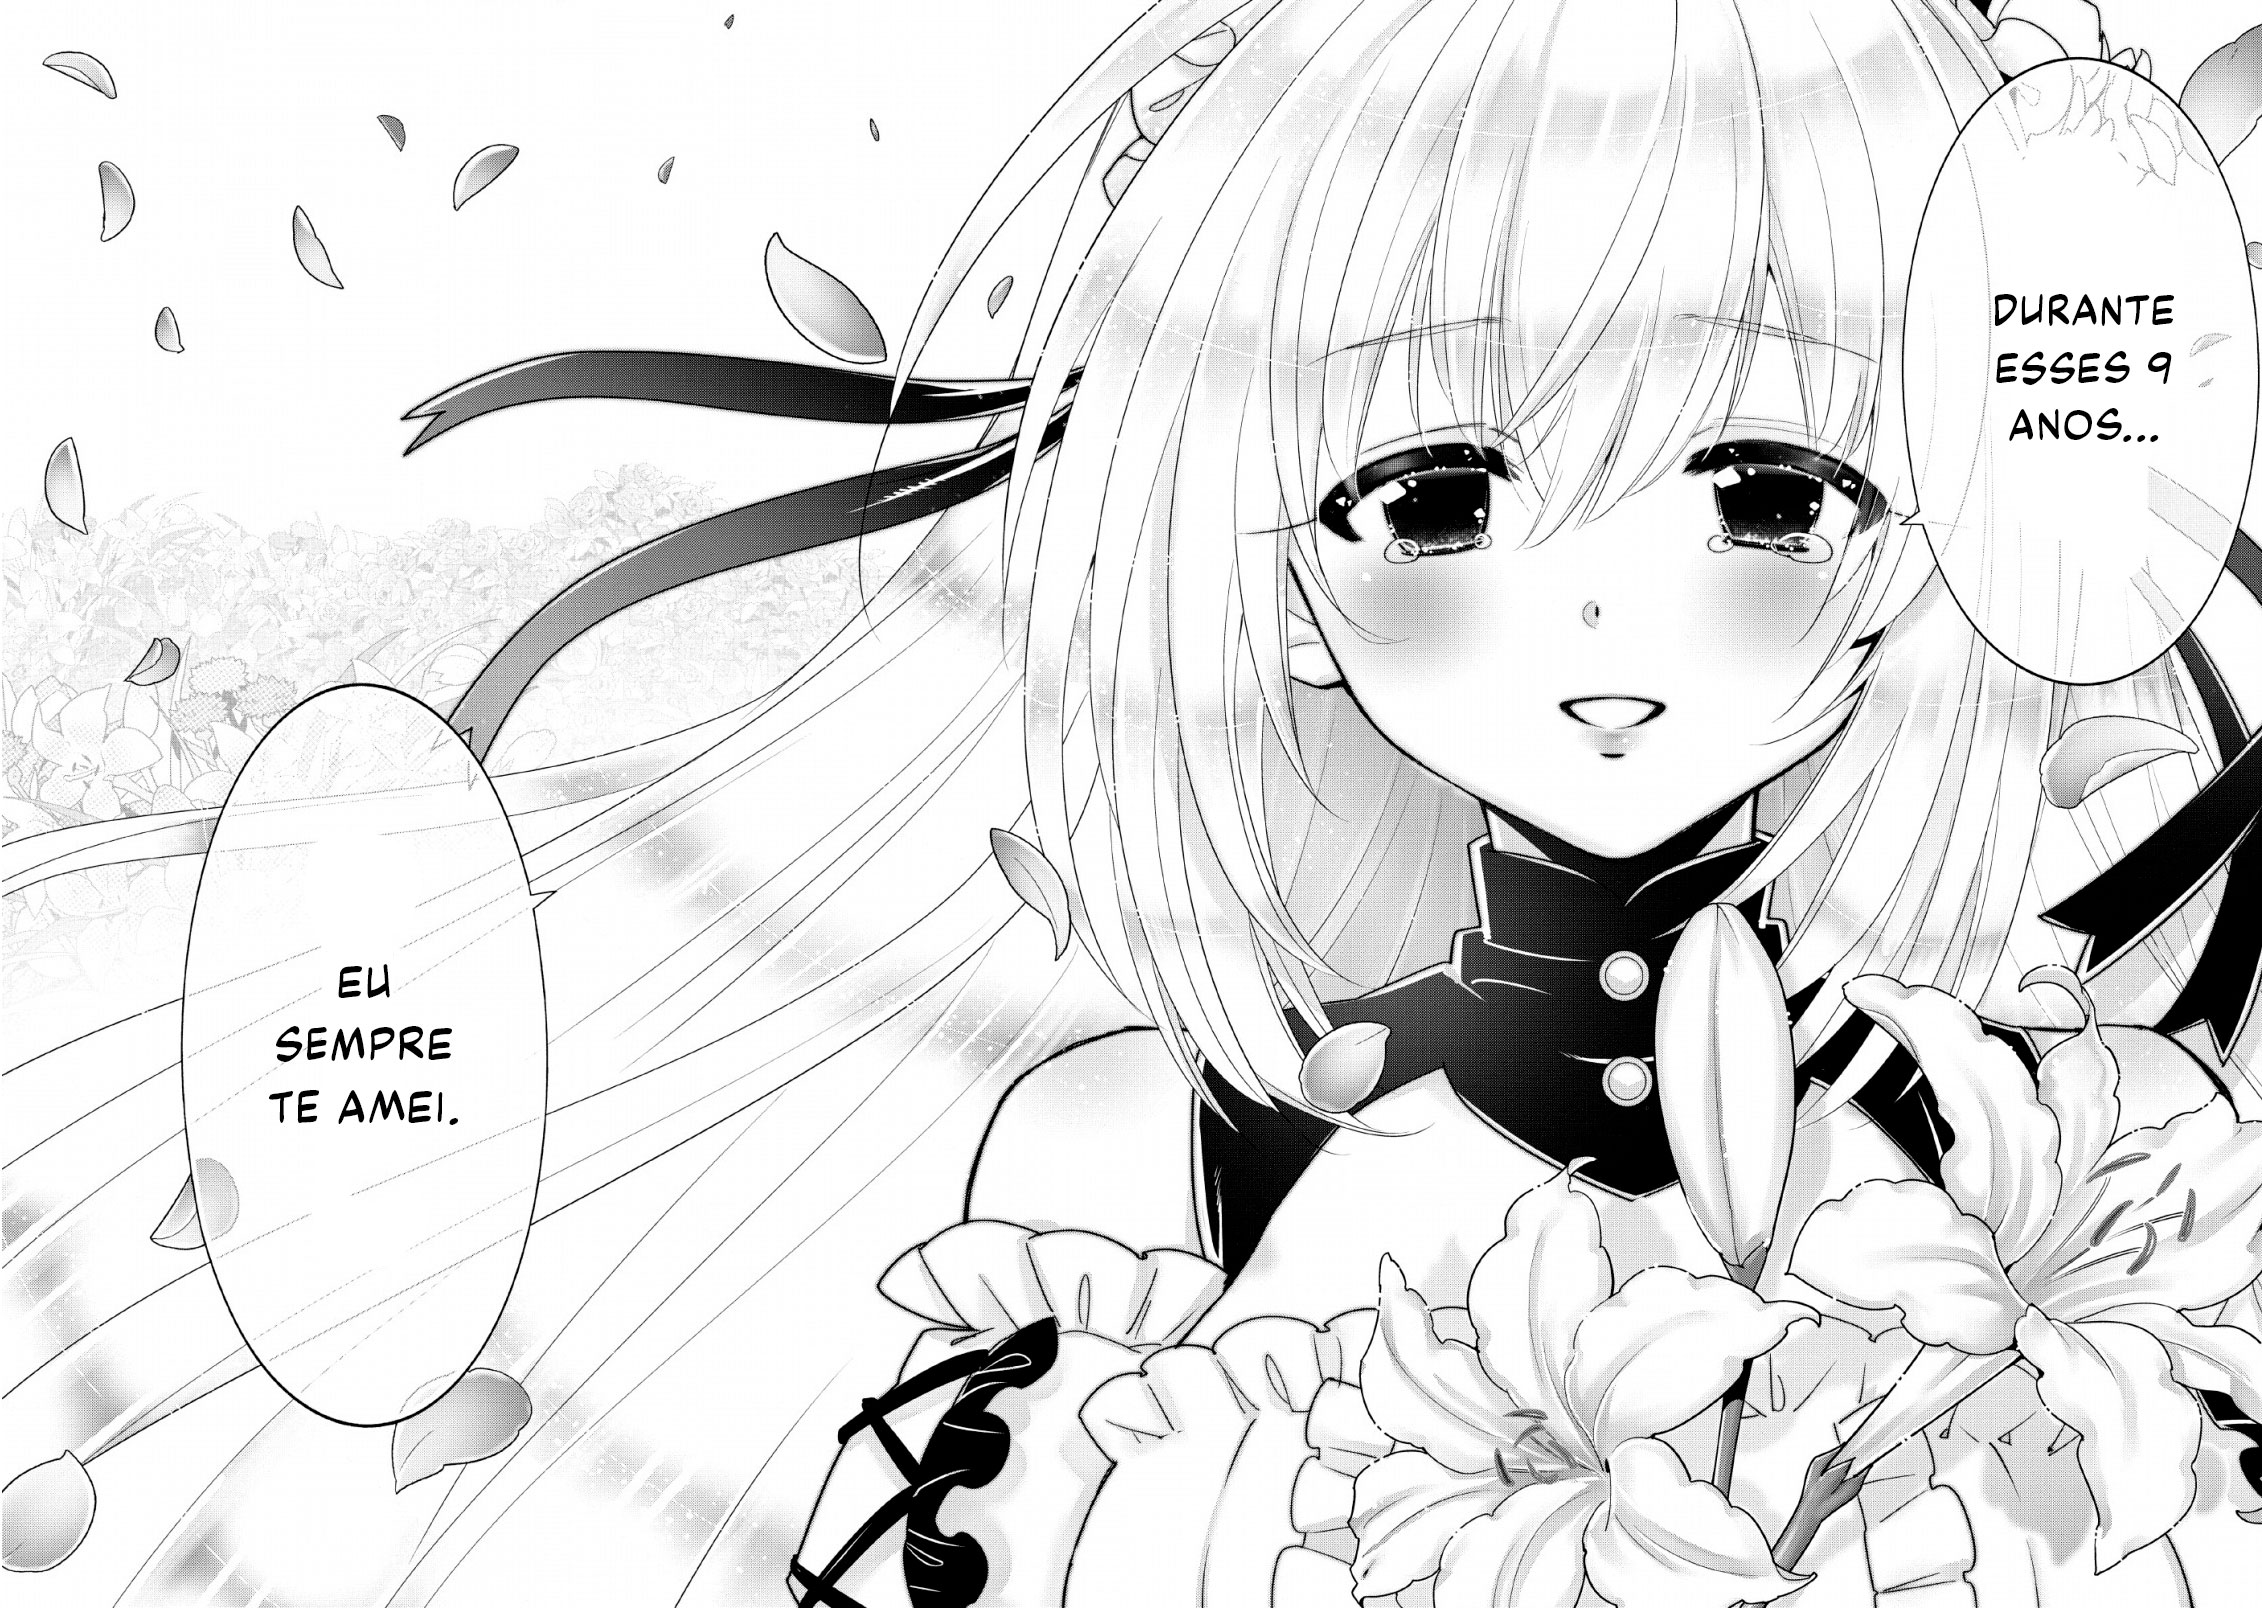 DURANTE
ESSES 9
ANOS...
EU
SEMPRE
TE AMEI.